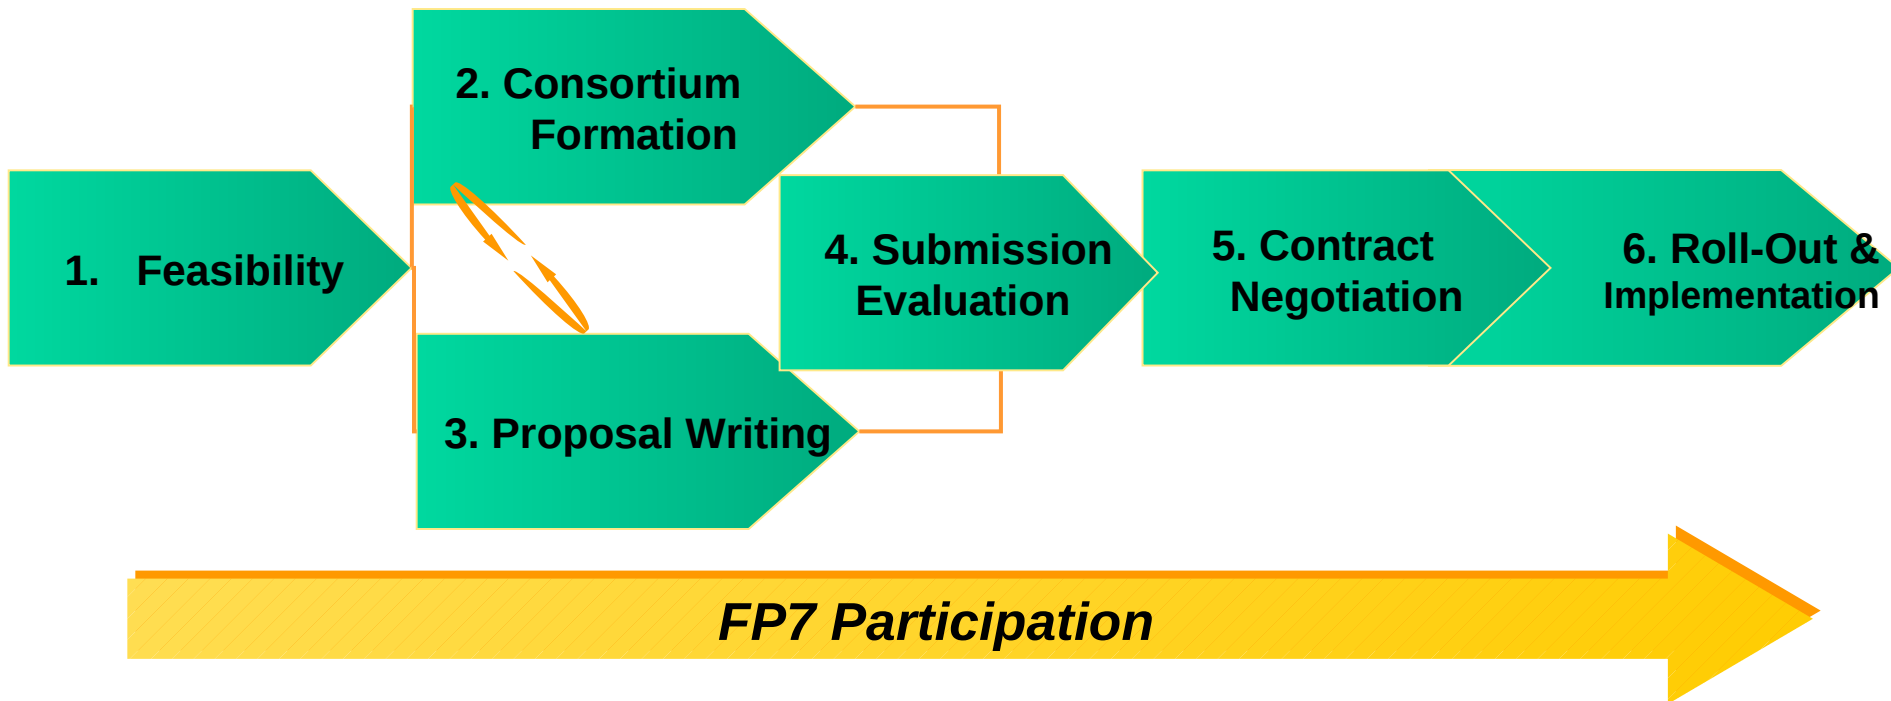 1. Feasibility
2. Consortium
Formation
3. Proposal Writing
4. Submission
Evaluation
5. Contract
Negotiation
6. Roll-Out &
Implementation
FP7 Participation